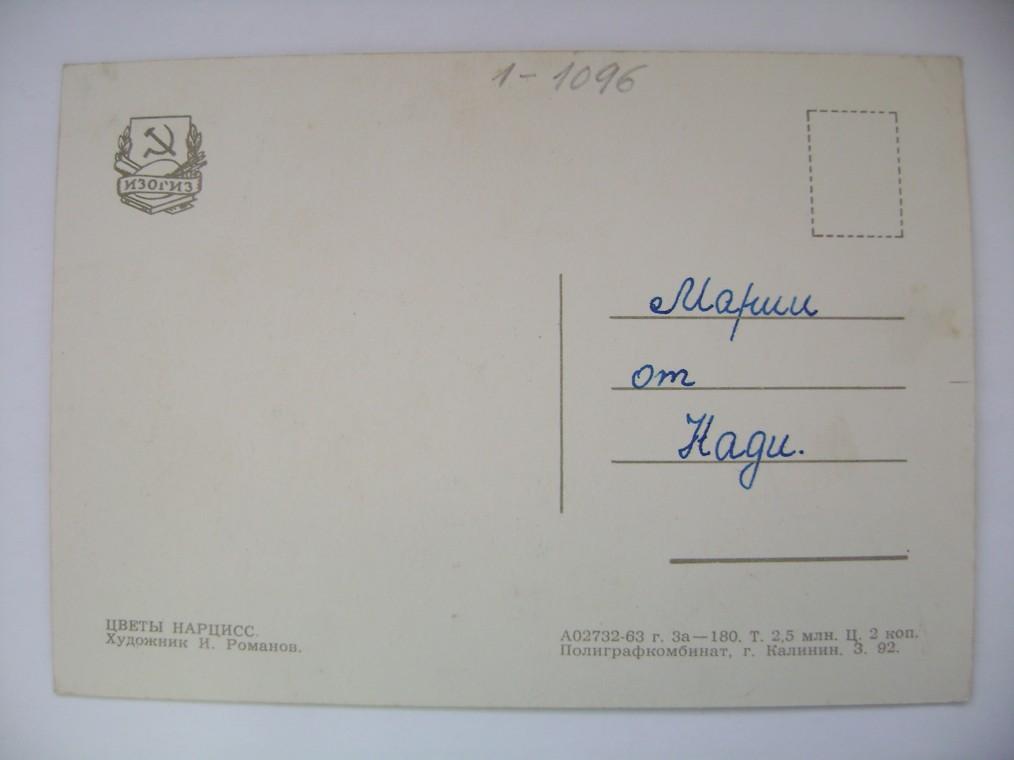 1-1096
ИЗОГИЗ
Марии
от
Нади.
ЦВЕТЫ НАРЦИСС.
Художник И. Романов.
А02732-63 г. За—180. Т. 2,5 млн. Ц. 2 коп.
Полиграфкомбинат, г. Калинин. З. 92.